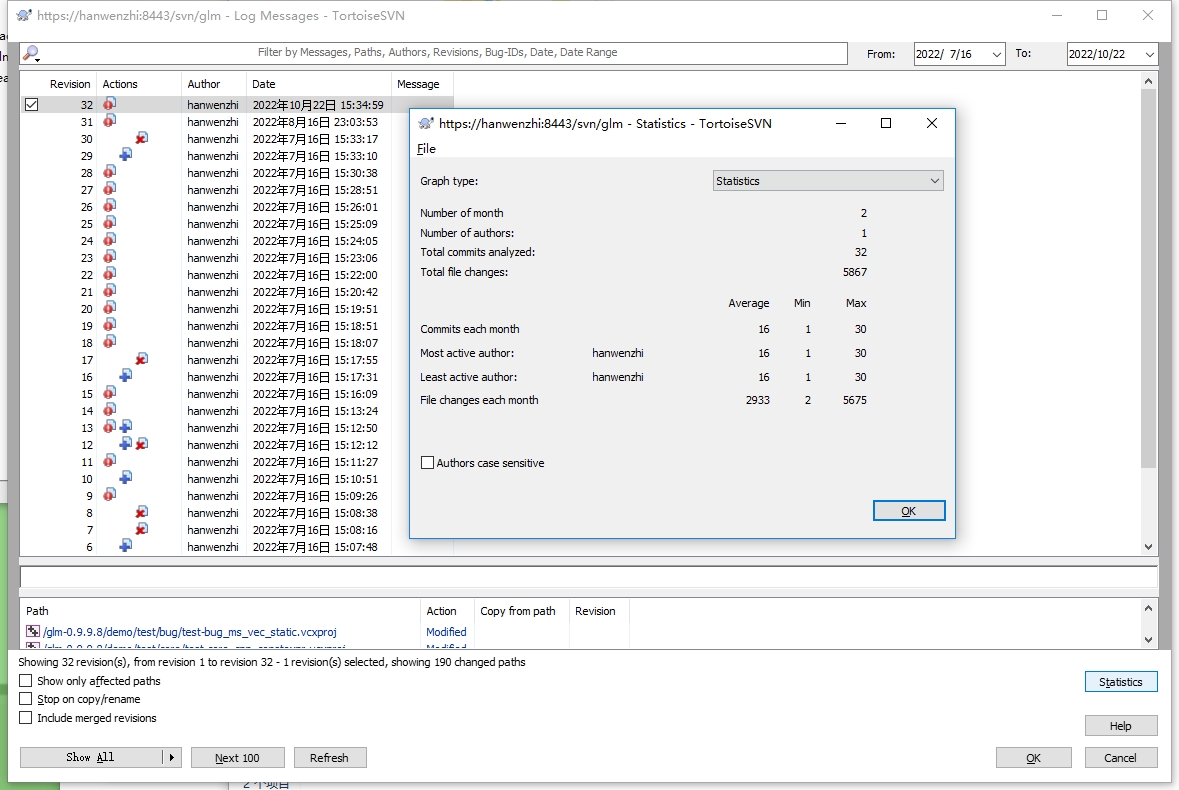 https://hanwenzhi:8443/svn/glm - Log Messages - TortoiseSVN
Filter by Messages, Paths, Authors, Revisions, Bug-IDs, Date, Date Range
From: 2022/ 7/16 To: 2022/10/22
Revision Actions Author Date Message
32 hanwenzhi 2022年10月22日 15:34:59
31 hanwenzhi 2022年8月16日 23:03:53
30 hanwenzhi 2022年7月16日 15:33:17
29 hanwenzhi 2022年7月16日 15:33:10
28 hanwenzhi 2022年7月16日 15:30:38
27 hanwenzhi 2022年7月16日 15:28:51
26 hanwenzhi 2022年7月16日 15:26:01
25 hanwenzhi 2022年7月16日 15:25:09
24 hanwenzhi 2022年7月16日 15:24:05
23 hanwenzhi 2022年7月16日 15:23:06
22 hanwenzhi 2022年7月16日 15:22:00
21 hanwenzhi 2022年7月16日 15:20:42
20 hanwenzhi 2022年7月16日 15:19:51
19 hanwenzhi 2022年7月16日 15:18:51
18 hanwenzhi 2022年7月16日 15:18:07
17 hanwenzhi 2022年7月16日 15:17:55
16 hanwenzhi 2022年7月16日 15:17:31
15 hanwenzhi 2022年7月16日 15:16:09
14 hanwenzhi 2022年7月16日 15:13:24
13 hanwenzhi 2022年7月16日 15:12:50
12 hanwenzhi 2022年7月16日 15:12:12
11 hanwenzhi 2022年7月16日 15:11:27
10 hanwenzhi 2022年7月16日 15:10:51
9 hanwenzhi 2022年7月16日 15:09:26
8 hanwenzhi 2022年7月16日 15:08:38
7 hanwenzhi 2022年7月16日 15:08:16
6 hanwenzhi 2022年7月16日 15:07:48
https://hanwenzhi:8443/svn/glm - Statistics - TortoiseSVN
File
Graph type: Statistics
Number of month 2
Number of authors: 1
Total commits analyzed: 32
Total file changes: 5867
Average Min Max
Commits each month 16 1 30
Most active author: hanwenzhi 16 1 30
Least active author: hanwenzhi 16 1 30
File changes each month 2933 2 5675
Authors case sensitive
OK
Path Action Copy from path Revision
/glm-0.9.9.8/demo/test/bug/test-bug_ms_vec_static.vcxproj Modified
Showing 32 revision(s), from revision 1 to revision 32 - 1 revision(s) selected, showing 190 changed paths
Show only affected paths
Statistics
Stop on copy/rename
Include merged revisions
Help
Show All Next 100 Refresh OK Cancel
2 个项目